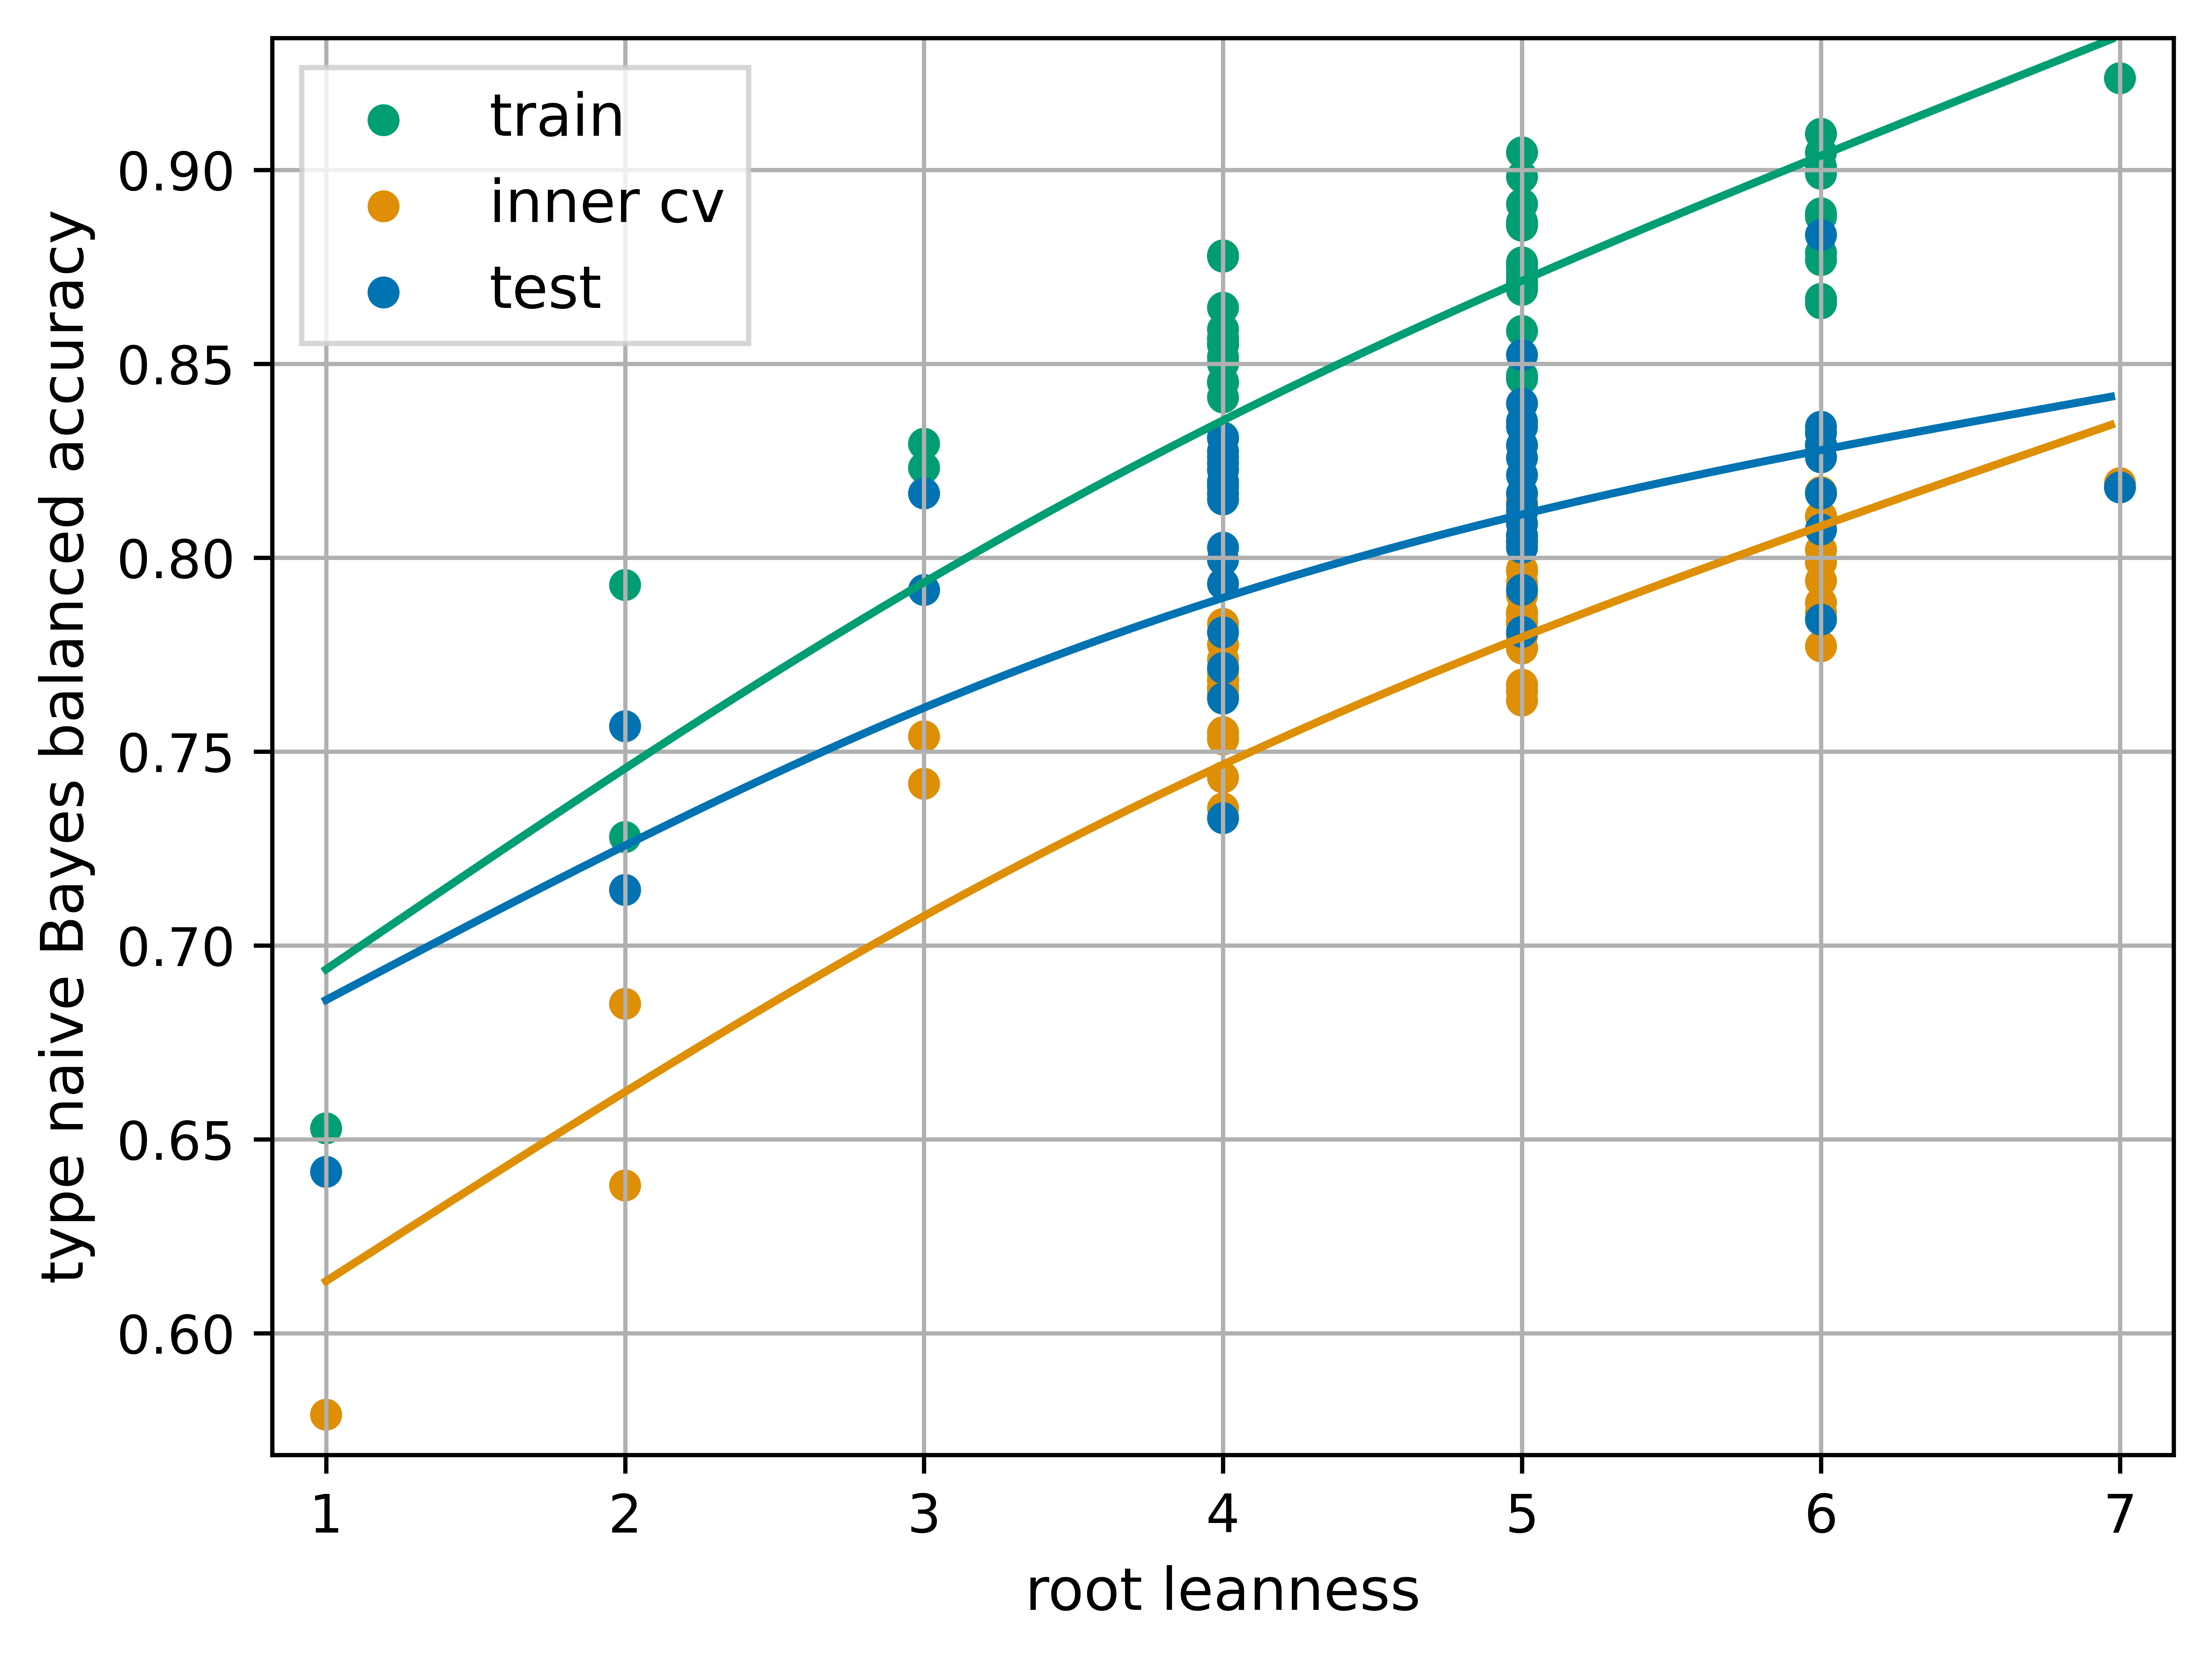 train
inner cv
test
0.90
0.85
0.80
0.75
0.70
0.65
0.60
type naive Bayes balanced accuracy
1 2 3 4 5 6 7
root leanness